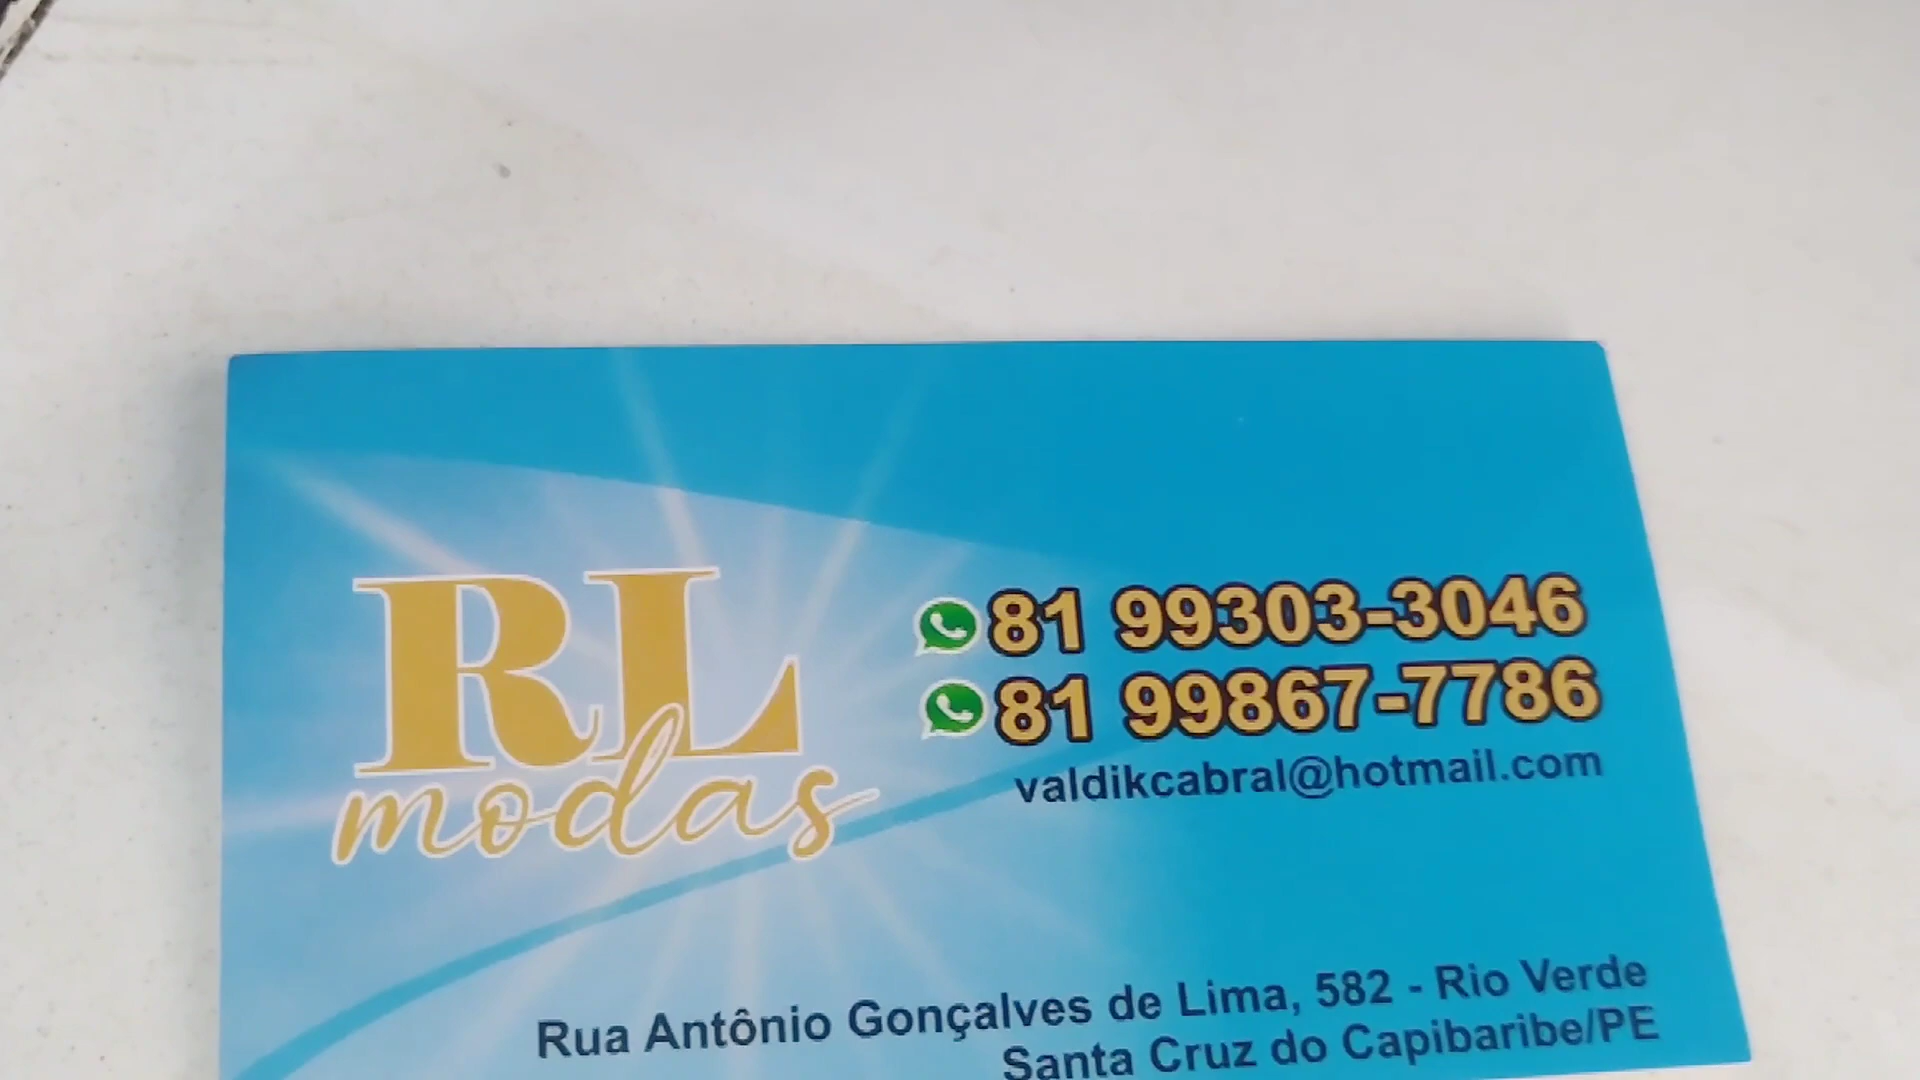 RL
modas
81 99303-3046
81 99867-7786
valdikcabral@hotmail.com
Rua Antônio Gonçalves de Lima, 582 - Rio Verde
Santa Cruz do Capibaribe/PE